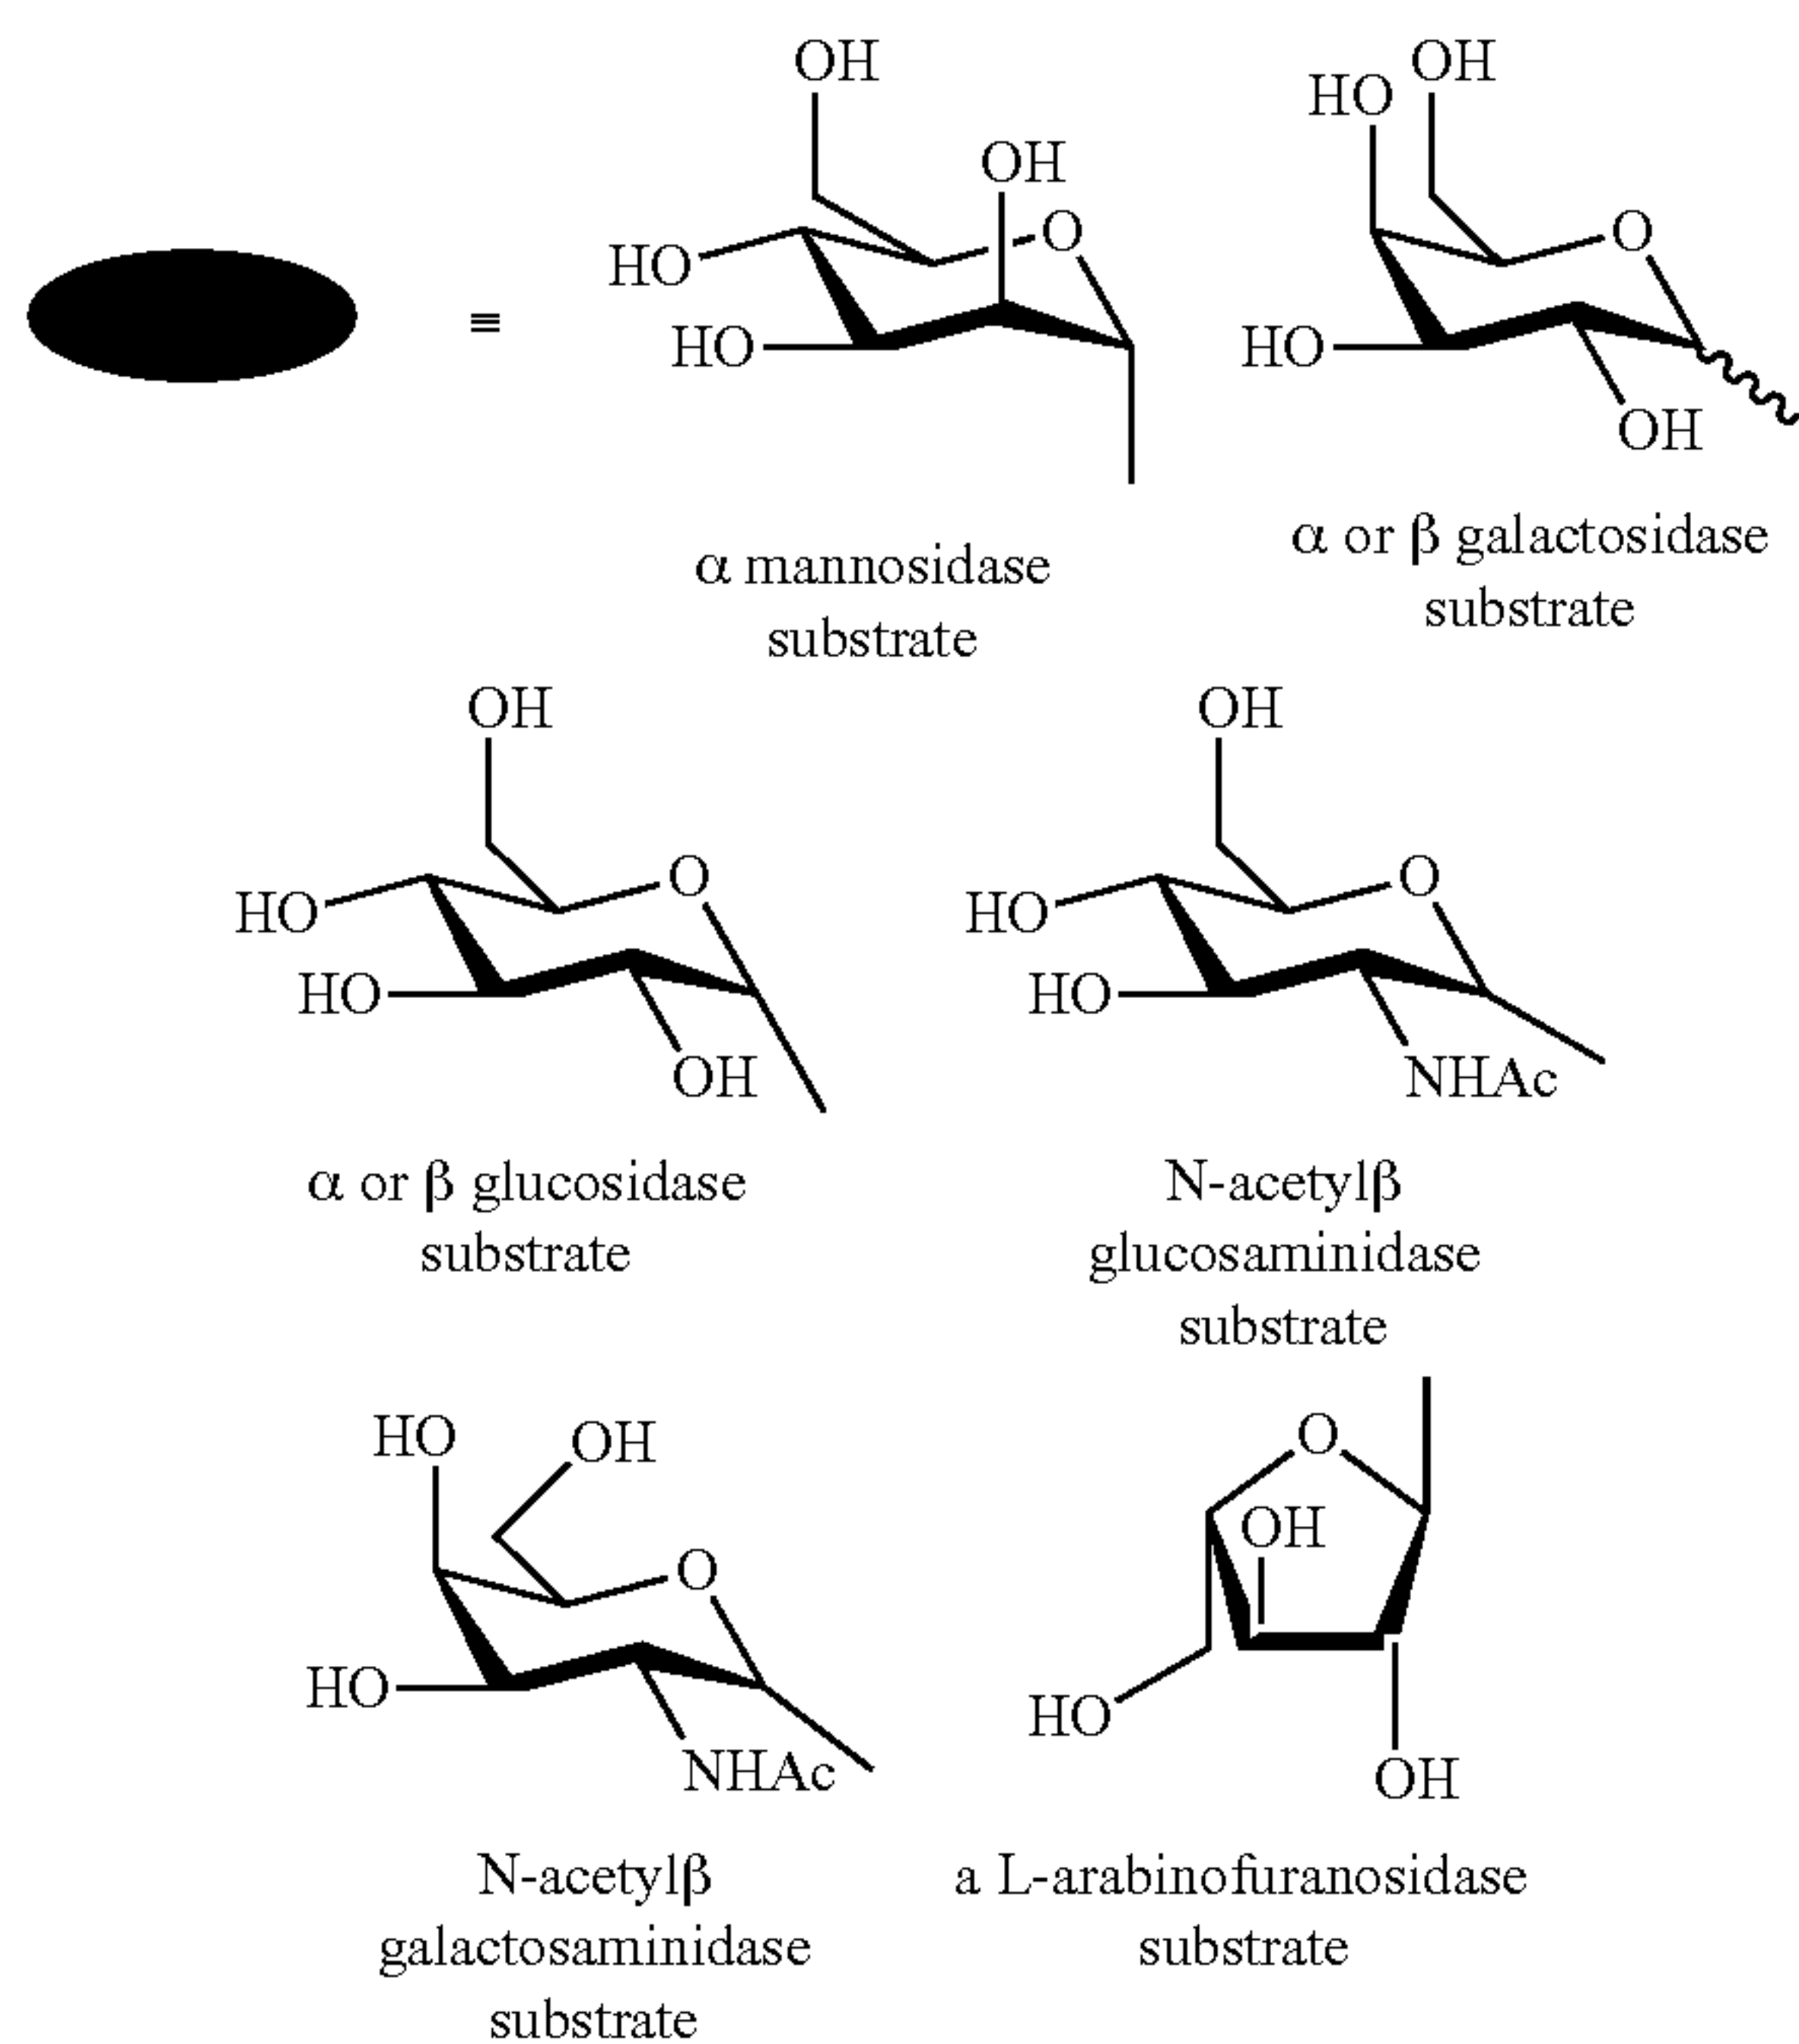 OH
HO
OH
OH
O
HO
HO
O
HO
OH
≡
α mannosidase
substrate
α or β galactosidase
substrate
OH
O
HO
HO
OH
α or β glucosidase
substrate
OH
O
HO
HO
NHAc
N-acetylβ
glucosaminidase
substrate
HO
OH
O
HO
NHAc
N-acetylβ
galactosaminidase
substrate
O
OH
HO
OH
a L-arabinofuranosidase
substrate